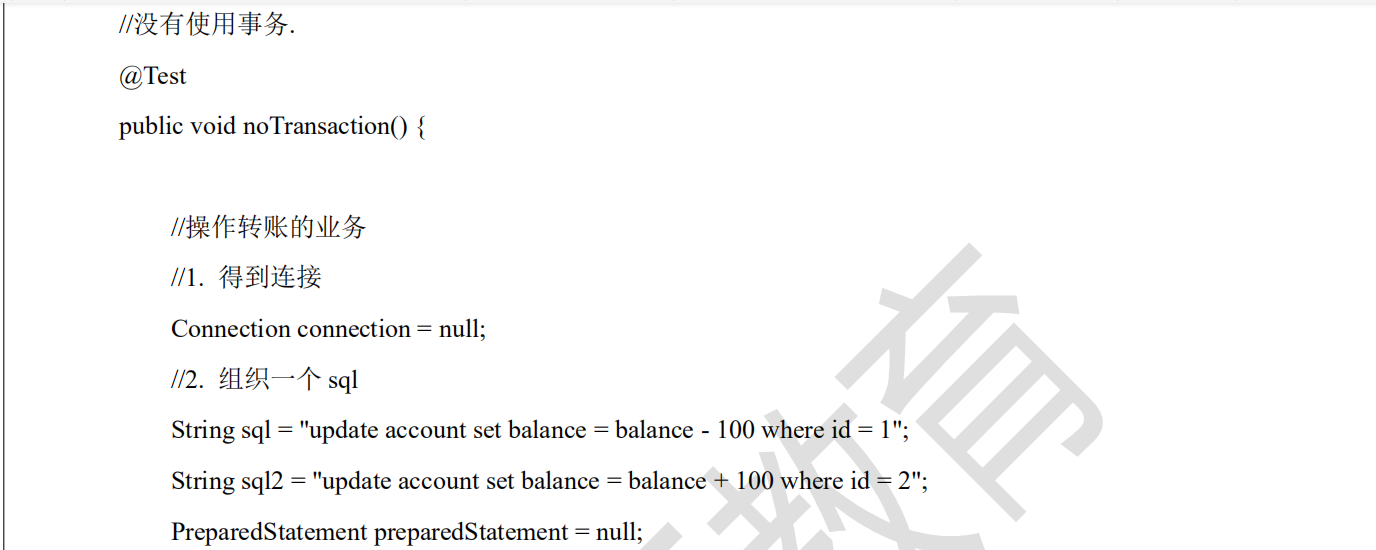 //没有使用事务.
@Test
public void noTransaction() {
//操作转账的业务
//1. 得到连接
Connection connection = null;
//2. 组织一个 sql
String sql = "update account set balance = balance - 100 where id = 1";
String sql2 = "update account set balance = balance + 100 where id = 2";
PreparedStatement preparedStatement = null;
教育